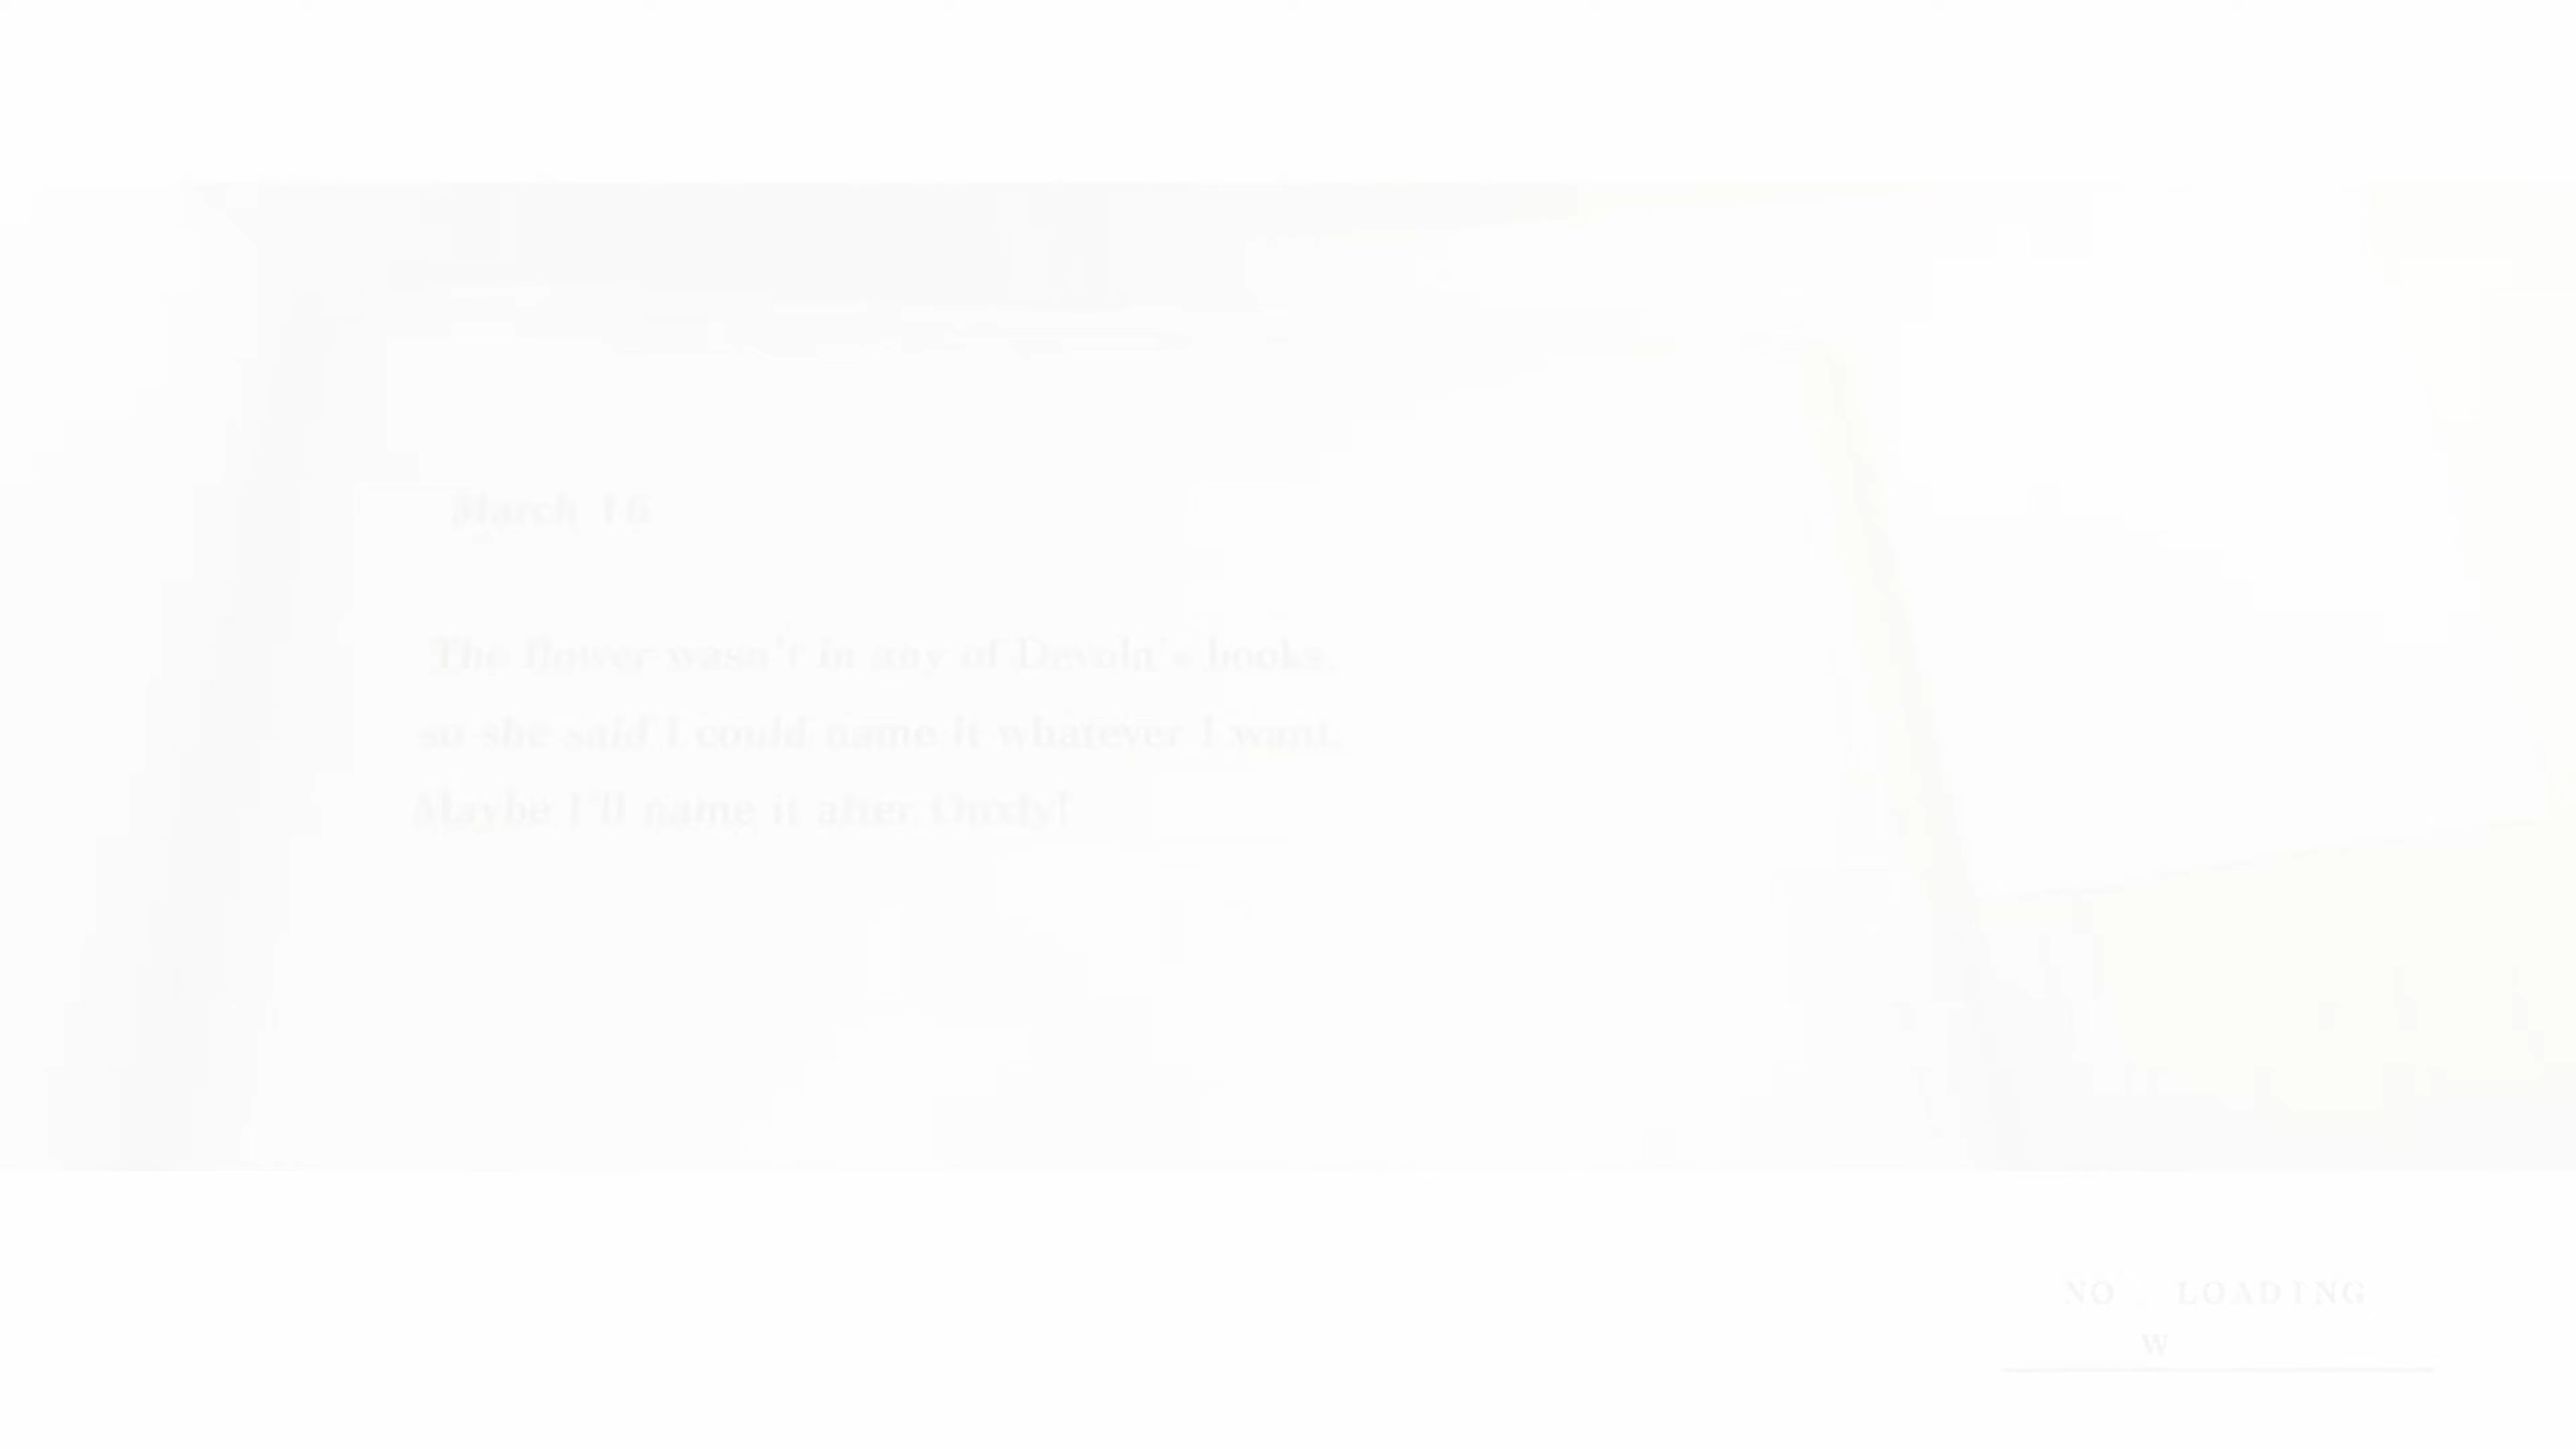 March 16
The flower wasn't in any of Devola's books,
so she said I could name it whatever I want.
Maybe I'll name it after
NO LOADING
W